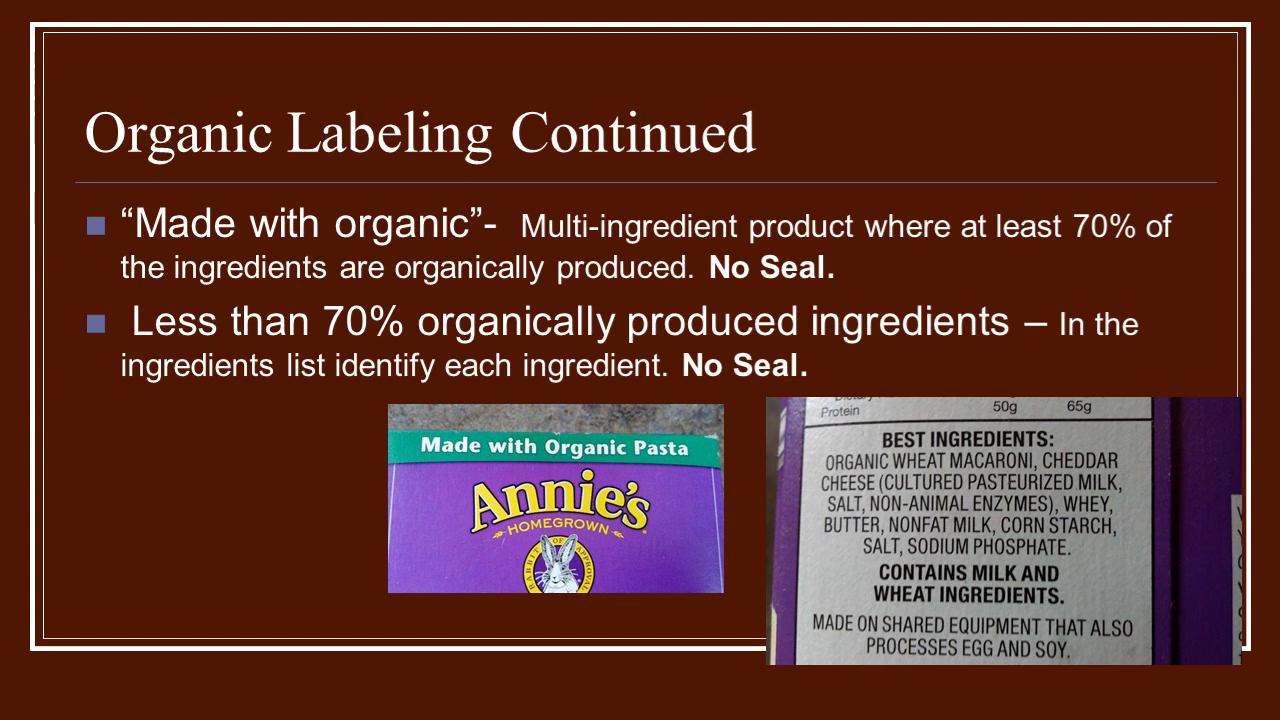 Organic Labeling Continued
“Made with organic”- Multi-ingredient product where at least 70% of
the ingredients are organically produced. No Seal.
Less than 70% organically produced ingredients – In the
ingredients list identify each ingredient. No Seal.
Made with Organic Pasta
Annie's
HOMEGROWN
RABBIT OF APPROVAL
Protein 50g 65g
BEST INGREDIENTS:
ORGANIC WHEAT MACARONI, CHEDDAR
CHEESE (CULTURED PASTEURIZED MILK,
SALT, NON-ANIMAL ENZYMES), WHEY,
BUTTER, NONFAT MILK, CORN STARCH,
SALT, SODIUM PHOSPHATE.
CONTAINS MILK AND
WHEAT INGREDIENTS.
MADE ON SHARED EQUIPMENT THAT ALSO
PROCESSES EGG AND SOY.